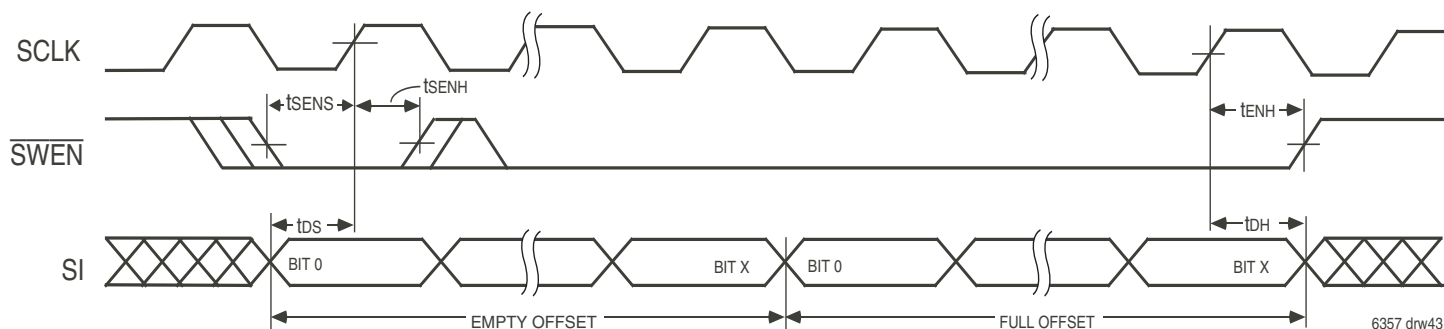 SCLK
tSENS
tSENH
tENH
SWEN
tDS
tDH
SI
BIT 0
BIT X
BIT 0
BIT X
EMPTY OFFSET
FULL OFFSET
6357 drw43